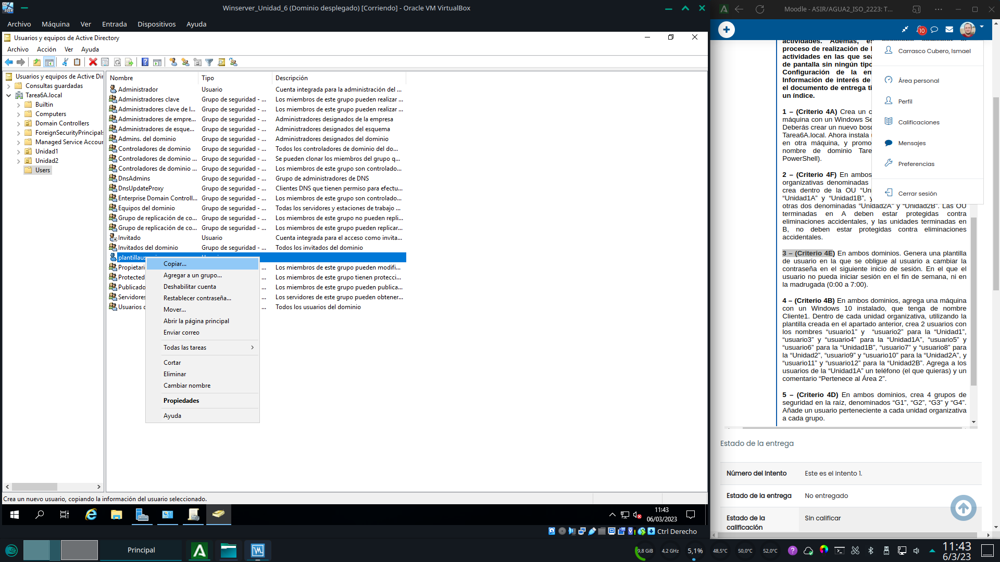 Winserver_Unidad_6 (Dominio desplegado) [Corriendo] - Oracle VM VirtualBox
Archivo Máquina Ver Entrada Dispositivos Ayuda
Usuarios y equipos de Active Directory
Archivo Acción Ver Ayuda
Usuarios y equipos de Active Dir
Consultas guardadas
Tarea6A.local
Builtin
Computers
Domain Controllers
ForeignSecurityPrincipals
Managed Service Accour
Unidad1
Unidad2
Users
Nombre Tipo Descripción
Administrador Usuario Cuenta integrada para la administración del ...
Administradores clave Grupo de seguridad - ... Los miembros de este grupo pueden realizar ...
Administradores clave de l... Grupo de seguridad - ... Los miembros de este grupo pueden realizar ...
Administradores de empre... Grupo de seguridad - ... Administradores designados de la empresa
Administradores de esque... Grupo de seguridad - ... Administradores designados del esquema
Admins. del dominio Grupo de seguridad - ... Administradores designados del dominio
Controladores de dominio Grupo de seguridad - ... Todos los controladores de dominio del do...
Controladores de dominio ... Grupo de seguridad - ... Se pueden clonar los miembros del grupo q...
Controladores de dominio ... Grupo de seguridad - ... Los miembros de este grupo son controlado...
DnsAdmins Grupo de seguridad - ... Grupo de administradores de DNS
DnsUpdateProxy Grupo de seguridad - ... Clientes DNS que tienen permiso para efectu...
Enterprise Domain Controll... Grupo de seguridad - ... Los miembros de este grupo son controlado...
Equipos del dominio Grupo de seguridad - ... Todas los servidores y estaciones de trabajo ...
Grupo de replicación de co... Grupo de seguridad - ... Los miembros de este grupo no pueden repli...
Grupo de replicación de co... Grupo de seguridad - ... Los miembros de este grupo pueden replicar...
Invitado Usuario Cuenta integrada para el acceso como invita...
Invitados del dominio Grupo de seguridad - ... Todos los invitados del dominio
Propietari ... Los miembros de este grupo pueden modifi...
Protected ... Los miembros de este grupo tienen protecci...
Publicado ... Los miembros de este grupo pueden publica...
Servidores ... Los servidores de este grupo pueden obtener...
Usuarios ... Todos los usuarios del dominio
Copiar...
Agregar a un grupo...
Deshabilitar cuenta
Restablecer contraseña...
Mover...
Abrir la página principal
Enviar correo
Todas las tareas
Cortar
Eliminar
Cambiar nombre
Propiedades
Ayuda
Crea un nuevo usuario, copiando la información del usuario seleccionado.
11:43
06/03/2023
Ctrl Derecho
Moodle - ASIR/AGUA2_ISO_2223: T...
10
Carrasco Cubero, Ismael
Área personal
Perfil
Calificaciones
Mensajes
Preferencias
Cerrar sesión
proceso de realización de
actividades en las que sea
de pantalla sin ningún tipo
Configuración de la en
Información de interés de
el documento de entrega ti
un índice.
1 – (Criterio 4A) Crea un c
máquina con un Windows Se
Deberás crear un nuevo bosq
Tarea6A.local. Ahora instala
en otra máquina, y promo
nombre de dominio Tare
PowerShell).
2 – (Criterio 4F) En ambos
organizativas denominadas
crea dentro de la OU “Un
“Unidad1A” y “Unidad1B”, y
otras dos denominadas “Unidad2A” y “Unidad2B”. Las OU
terminadas en A deben estar protegidas contra
eliminaciones accidentales, y las unidades terminadas en
B, no deben estar protegidas contra eliminaciones
accidentales.
3 – (Criterio 4E) En ambos dominios. Genera una plantilla
de usuario en la que se obligue al usuario a cambiar la
contraseña en el siguiente inicio de sesión. En el que el
usuario no pueda iniciar sesión en el fin de semana, ni en
la madrugada (0:00 a 7:00).
4 – (Criterio 4B) En ambos dominios, agrega una máquina
con un Windows 10 instalado, que tenga de nombre
Cliente1. Dentro de cada unidad organizativa, utilizando la
plantilla creada en el apartado anterior, crea 2 usuarios con
los nombres “usuario1” y “usuario2” para la “Unidad1”,
“usuario3” y “usuario4” para la “Unidad1A”, “usuario5” y
“usuario6” para la “Unidad1B”, “usuario7” y “usuario8” para
la “Unidad2”, “usuario9” y “usuario10” para la “Unidad2A”, y
“usuario11” y “usuario12” para la “Unidad2B”. Agrega a los
usuarios de la “Unidad1A” un teléfono (el que quieras) y un
comentario “Pertenece al Área 2”.
5 – (Criterio 4D) En ambos dominios, crea 4 grupos de
seguridad en la raíz, denominados “G1”, “G2”, “G3” y “G4”.
Añade un usuario perteneciente a cada unidad organizativa
a cada grupo.
Estado de la entrega
Número del intento Este es el intento 1.
Estado de la entrega No entregado
Estado de la calificación Sin calificar
Principal
9,8 GiB 4,2 GHz 5,1% 48,5°C 50,0°C 52,0°C
11:43
6/3/23